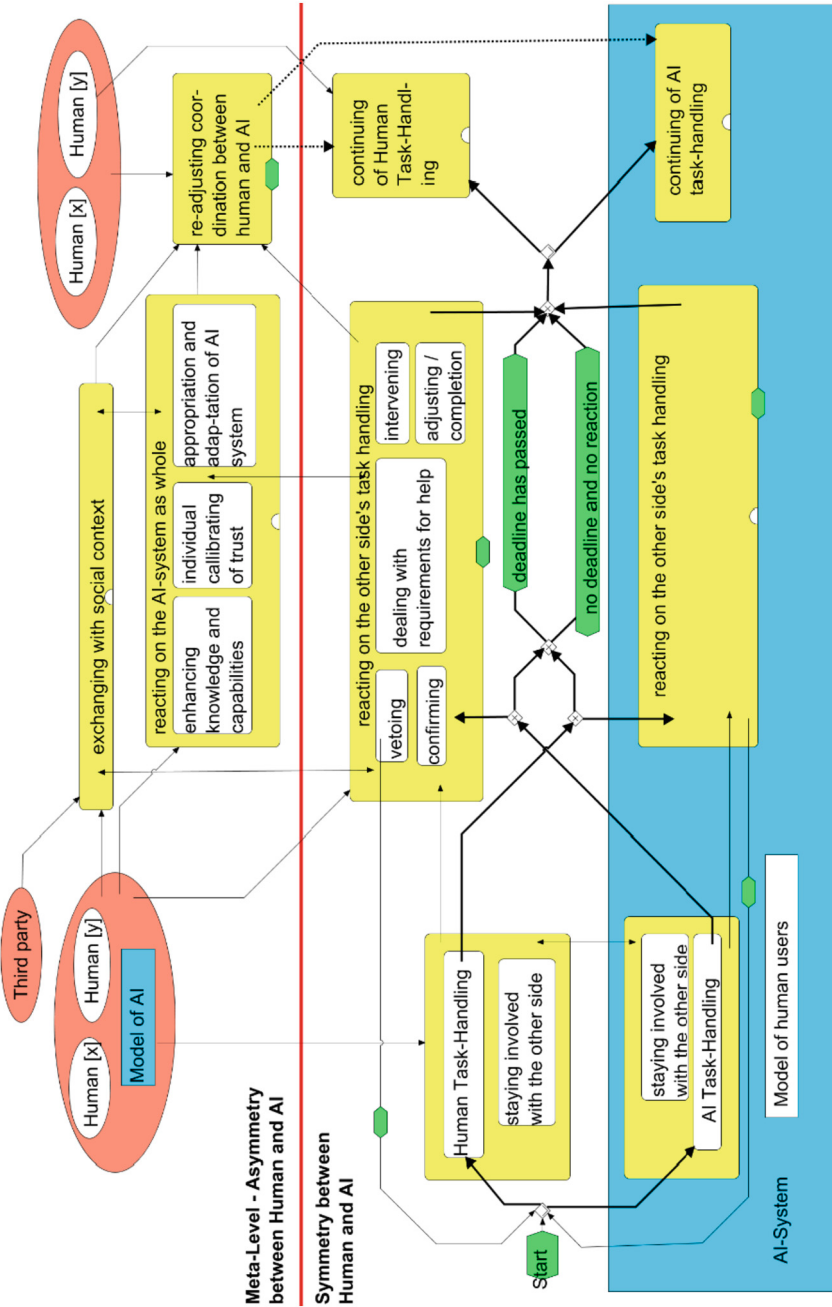 Third party
Human [x]
Human [y]
Model of AI
exchanging with social context
reacting on the AI-system as whole
enhancing
knowledge and
capabilities
individual
callibrating
of trust
appropriation and
adap-tation of AI
system
Human [x]
Human [y]
re-adjusting coor-
dination between
human and AI
Meta-Level - Asymmetry
between Human and AI
Symmetry between
Human and AI
reacting on the other side's task handling
vetoing
confirming
dealing with
requirements for help
intervening
adjusting /
completion
continuing
of Human
Task-Handl-
ing
Human Task-Handling
staying involved
with the other side
Start
deadline has passed
no deadline and no reaction
staying involved
with the other side
AI Task-Handling
reacting on the other side's task handling
continuing of AI
task-handling
Model of human users
AI-System